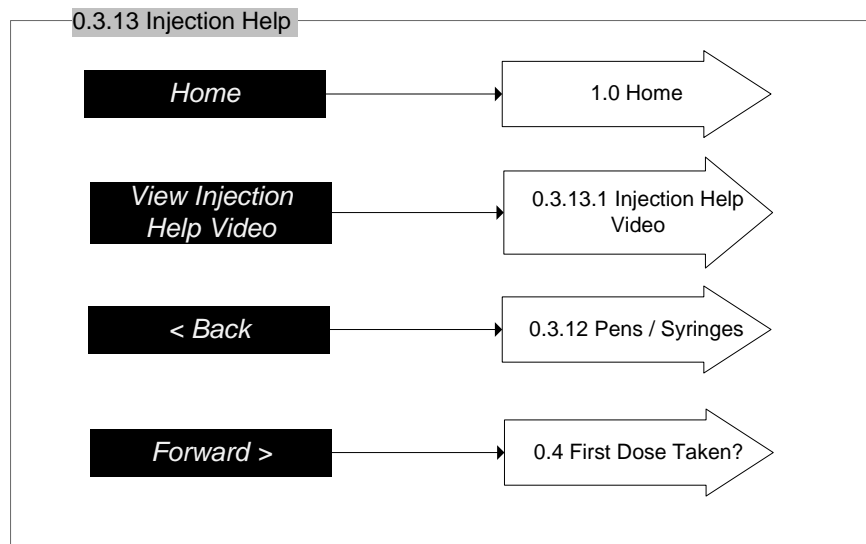 0.3.13 Injection Help
Home
1.0 Home
View Injection
Help Video
0.3.13.1 Injection Help
Video
< Back
0.3.12 Pens / Syringes
Forward >
0.4 First Dose Taken?